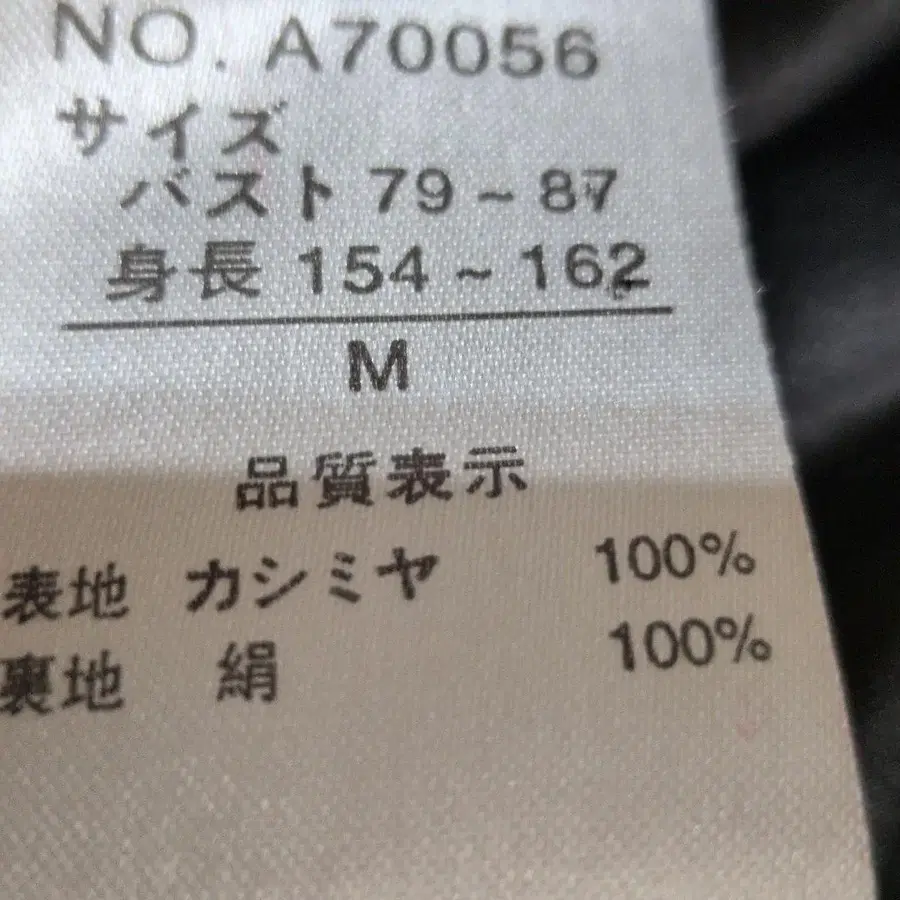 NO. A70056
サイズ
バスト 79~87
身長 154~162
M
品質表示
表地 カシミヤ 100%
裏地 絹 100%